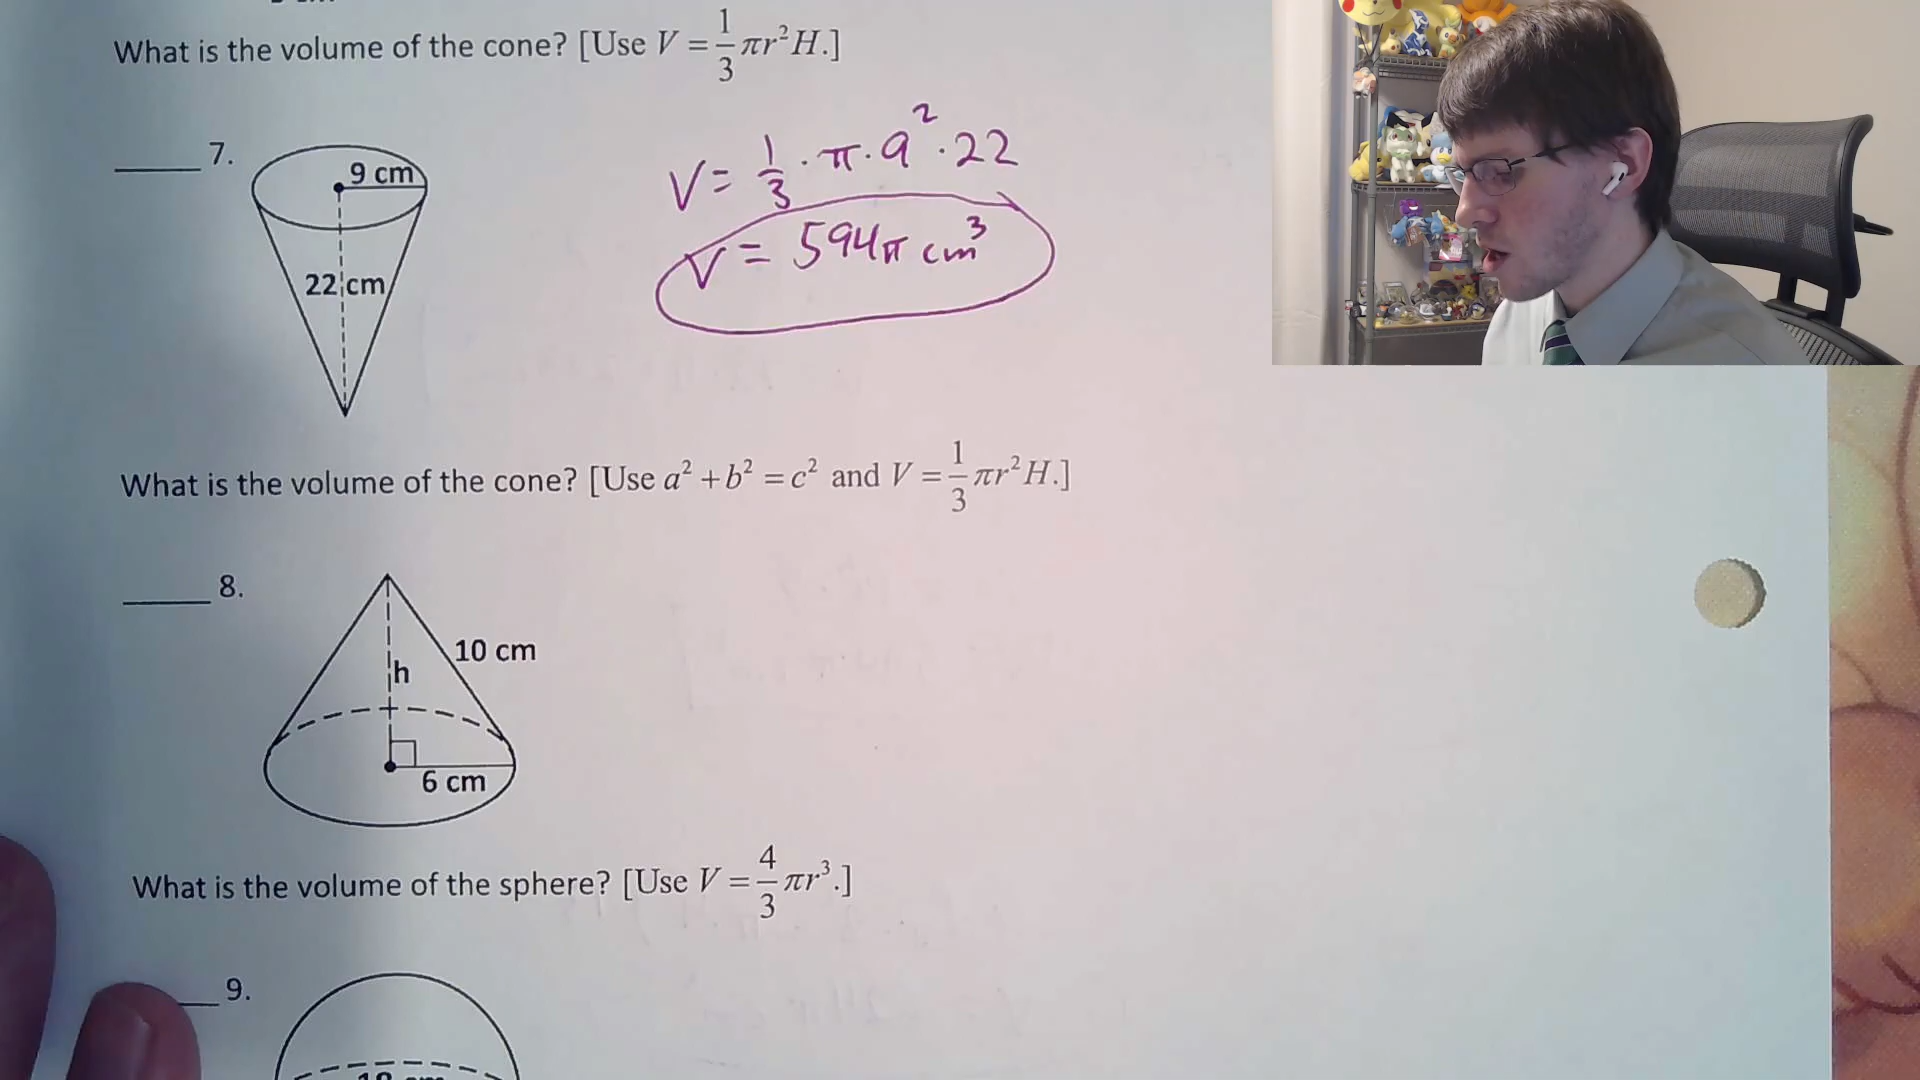 What is the volume of the cone? [Use V = 1/3 πr²H.]
7.
9 cm
22 cm
V = 1/3 · π · 9² · 22
V = 594π cm³
What is the volume of the cone? [Use a² + b² = c² and V = 1/3 πr²H.]
8.
10 cm
h
6 cm
What is the volume of the sphere? [Use V = 4/3 πr³.]
9.